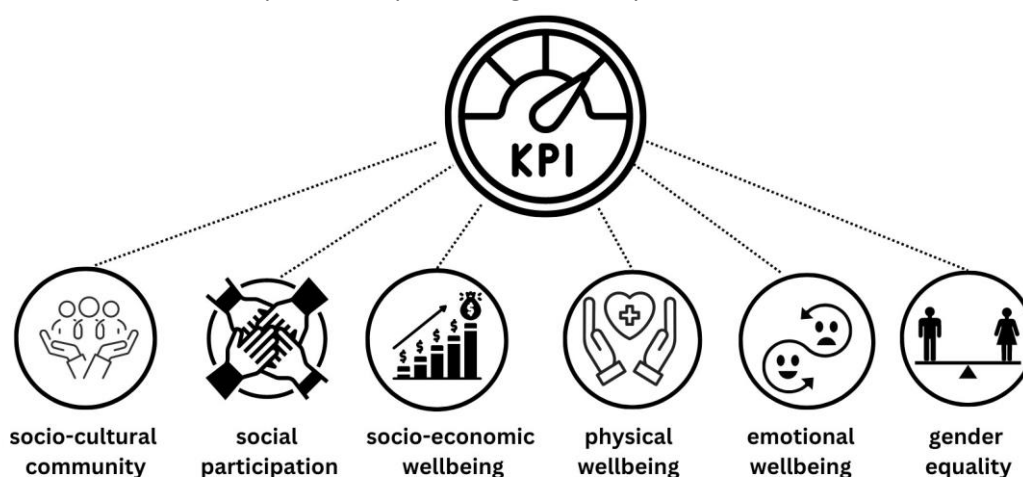 KPI
socio-cultural
community
social
participation
socio-economic
wellbeing
physical
wellbeing
emotional
wellbeing
gender
equality